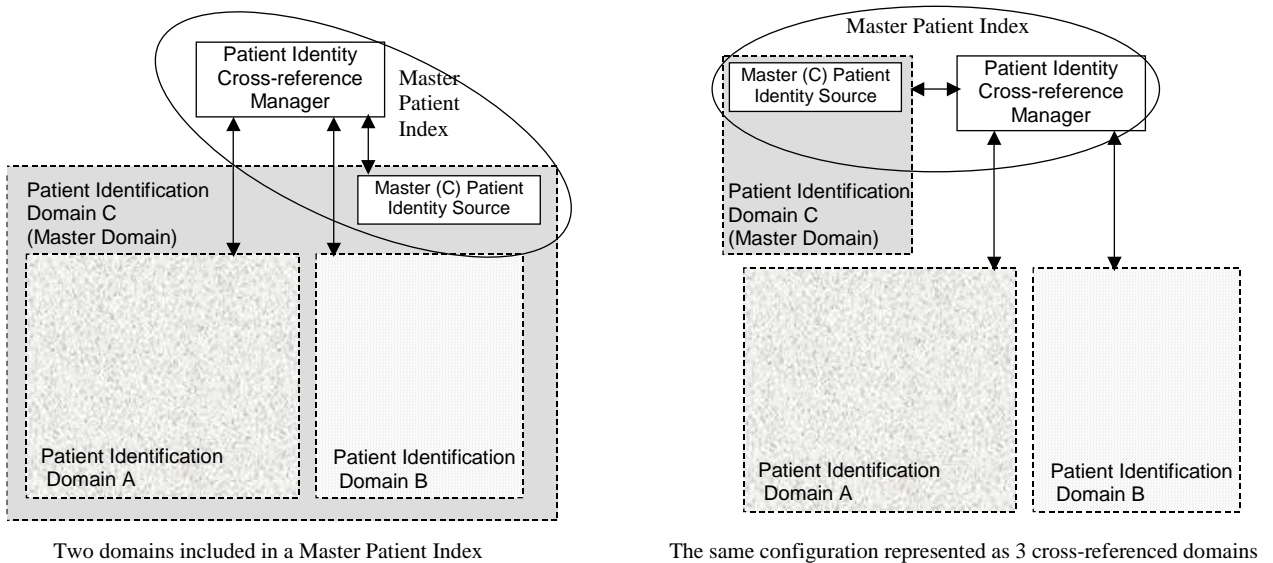 Patient Identity
Cross-reference
Manager
Master
Patient
Index
Patient Identification
Domain C
(Master Domain)
Master (C) Patient
Identity Source
Patient Identification
Domain A
Patient Identification
Domain B
Two domains included in a Master Patient Index
Master Patient Index
Master (C) Patient
Identity Source
Patient Identity
Cross-reference
Manager
Patient Identification
Domain C
(Master Domain)
Patient Identification
Domain A
Patient Identification
Domain B
The same configuration represented as 3 cross-referenced domains